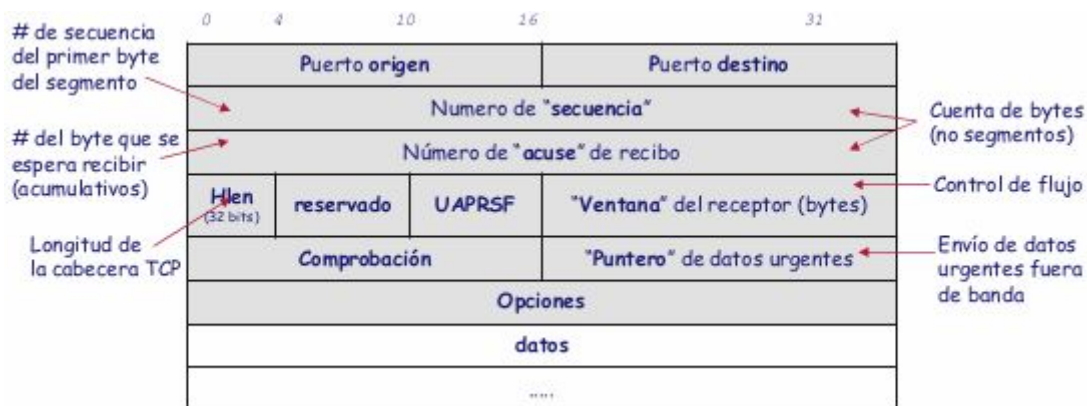 0 4 10 16 31
# de secuencia
del primer byte
del segmento
Puerto origen
Puerto destino
Numero de "secuencia"
Cuenta de bytes
(no segmentos)
# del byte que se
espera recibir
(acumulativos)
Número de "acuse" de recibo
Hlen
(32 bits)
reservado
UAPRSF
"Ventana" del receptor (bytes)
Control de flujo
Longitud de
la cabecera TCP
Comprobación
"Puntero" de datos urgentes
Envío de datos
urgentes fuera
de banda
Opciones
datos
.....